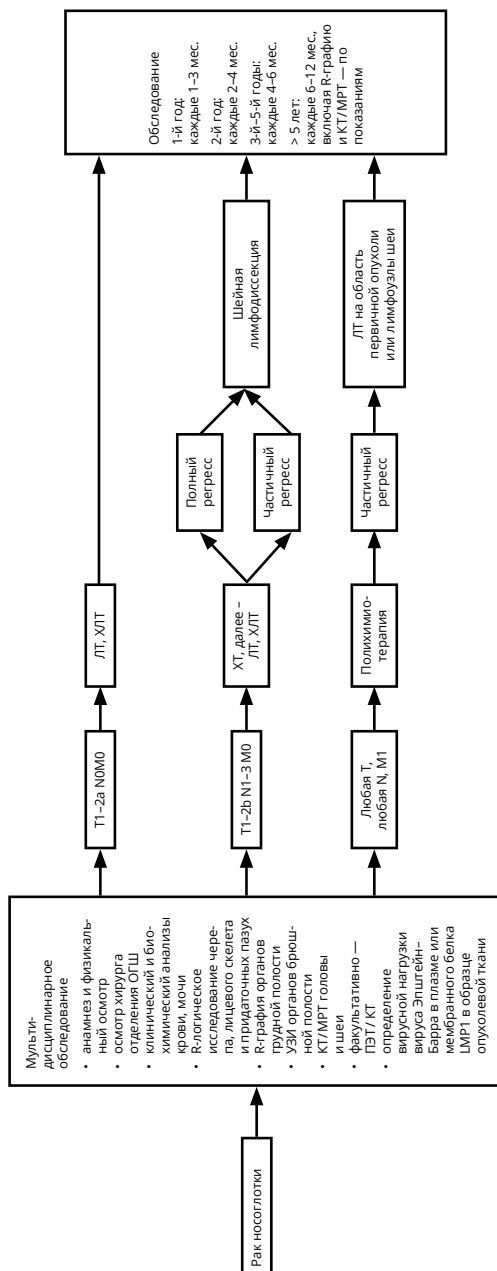 Рак носоглотки
Мульти-
дисциплинарное
обследование
• анамнез и физикаль-
ный осмотр
• осмотр хирурга
отделения ОГШ
• клинический и био-
химический анализы
крови, мочи
• R-логическое
исследование чере-
па, лицевого скелета
и придаточных пазух
• R-графия органов
грудной полости
• УЗИ органов брюш-
ной полости
• КТ/МРТ головы
и шеи
• факультативно —
ПЭТ/ КТ
• определение
вирусной нагрузки
вируса Эпштейн–
Барра в плазме или
мембранного белка
LMP1 в образце
опухолевой ткани
T1–2a N0M0
ЛТ, ХЛТ
T1–2b N1–3 M0
ХТ, далее –
ЛТ, ХЛТ
Полный
регресс
Частичный
регресс
Шейная
лимфодиссекция
Любая T,
любая N, M1
Полихимио-
терапия
Частичный
регресс
ЛТ на область
первичной опухоли
или лимфоузлы шеи
Обследование
1-й год:
каждые 1–3 мес.
2-й год:
каждые 2–4 мес.
3-й–5-й годы:
каждые 4–6 мес.
> 5 лет:
каждые 6–12 мес.,
включая R-графию
и КТ/МРТ — по
показаниям